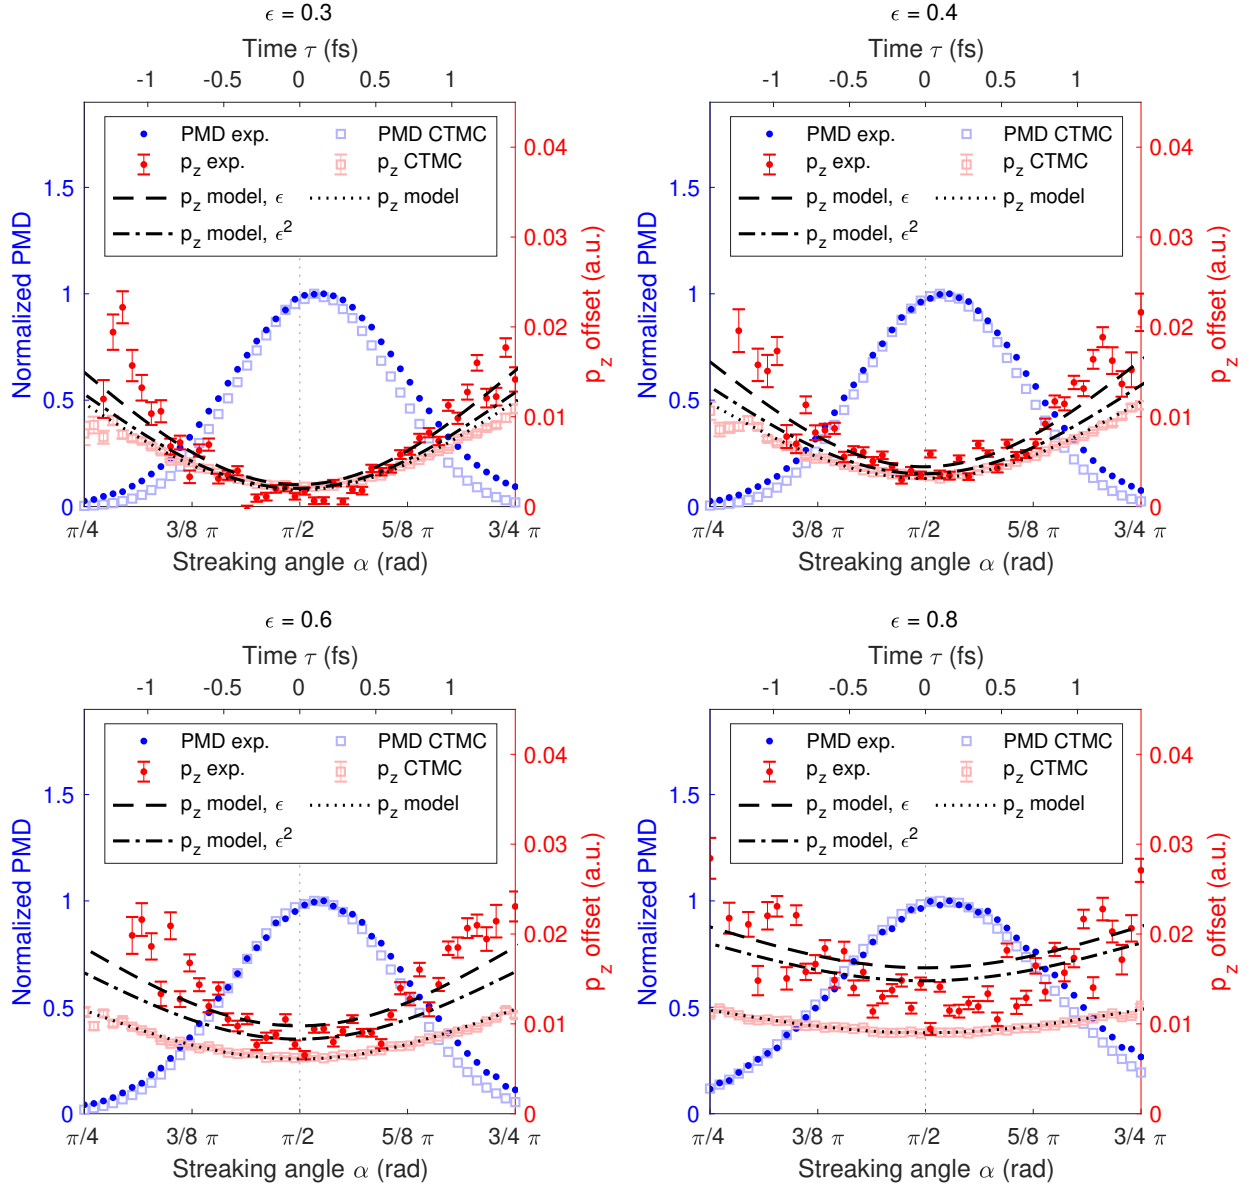 ϵ = 0.3
Time τ (fs)
-1 -0.5 0 0.5 1
PMD exp. PMD CTMC
p_z exp. p_z CTMC
p_z model, ϵ p_z model
p_z model, ϵ²
Normalized PMD
0 0.5 1 1.5
p_z offset (a.u.)
0 0.01 0.02 0.03 0.04
π/4 3/8 π π/2 5/8 π 3/4 π
Streaking angle α (rad)
ϵ = 0.4
Time τ (fs)
-1 -0.5 0 0.5 1
PMD exp. PMD CTMC
p_z exp. p_z CTMC
p_z model, ϵ p_z model
p_z model, ϵ²
Normalized PMD
0 0.5 1 1.5
p_z offset (a.u.)
0 0.01 0.02 0.03 0.04
π/4 3/8 π π/2 5/8 π 3/4 π
Streaking angle α (rad)
ϵ = 0.6
Time τ (fs)
-1 -0.5 0 0.5 1
PMD exp. PMD CTMC
p_z exp. p_z CTMC
p_z model, ϵ p_z model
p_z model, ϵ²
Normalized PMD
0 0.5 1 1.5
p_z offset (a.u.)
0 0.01 0.02 0.03 0.04
π/4 3/8 π π/2 5/8 π 3/4 π
Streaking angle α (rad)
ϵ = 0.8
Time τ (fs)
-1 -0.5 0 0.5 1
PMD exp. PMD CTMC
p_z exp. p_z CTMC
p_z model, ϵ p_z model
p_z model, ϵ²
Normalized PMD
0 0.5 1 1.5
p_z offset (a.u.)
0 0.01 0.02 0.03 0.04
π/4 3/8 π π/2 5/8 π 3/4 π
Streaking angle α (rad)